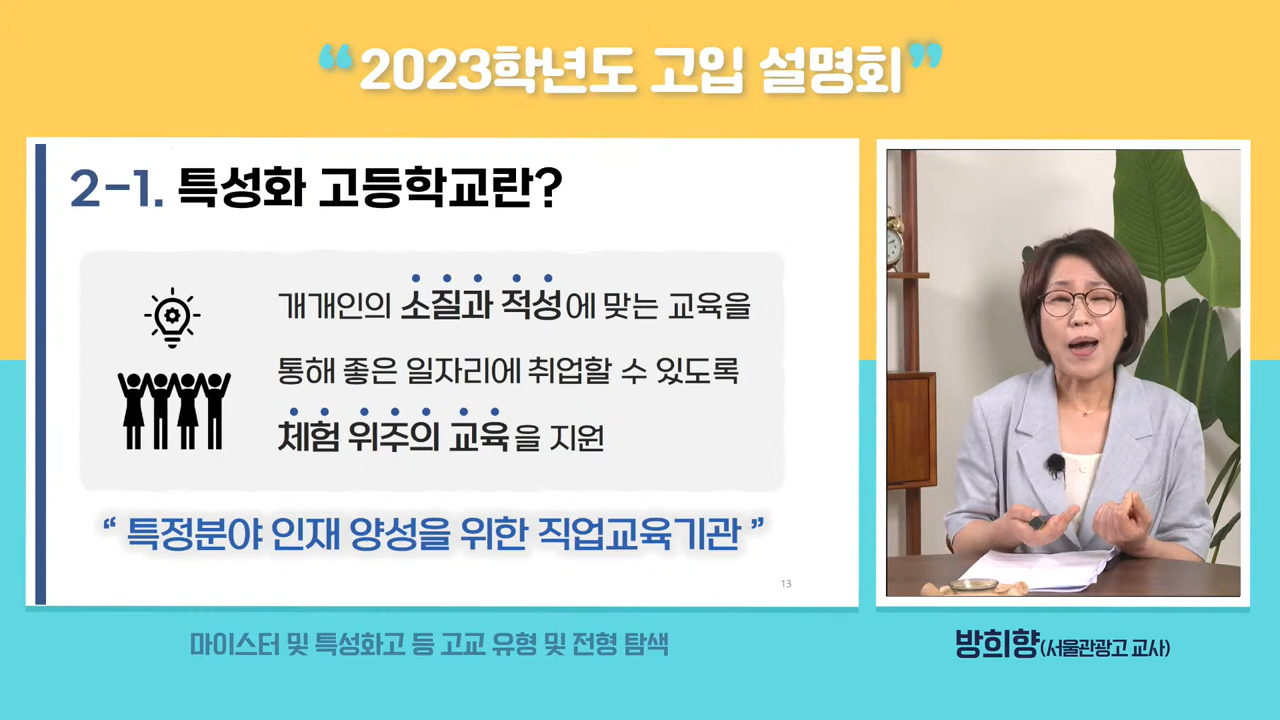 “2023학년도 고입 설명회”
2-1. 특성화 고등학교란?
개개인의 소질과 적성에 맞는 교육을
통해 좋은 일자리에 취업할 수 있도록
체험 위주의 교육을 지원
“ 특정분야 인재 양성을 위한 직업교육기관 ”
13
마이스터 및 특성화고 등 고교 유형 및 전형 탐색
방희향(서울관광고 교사)